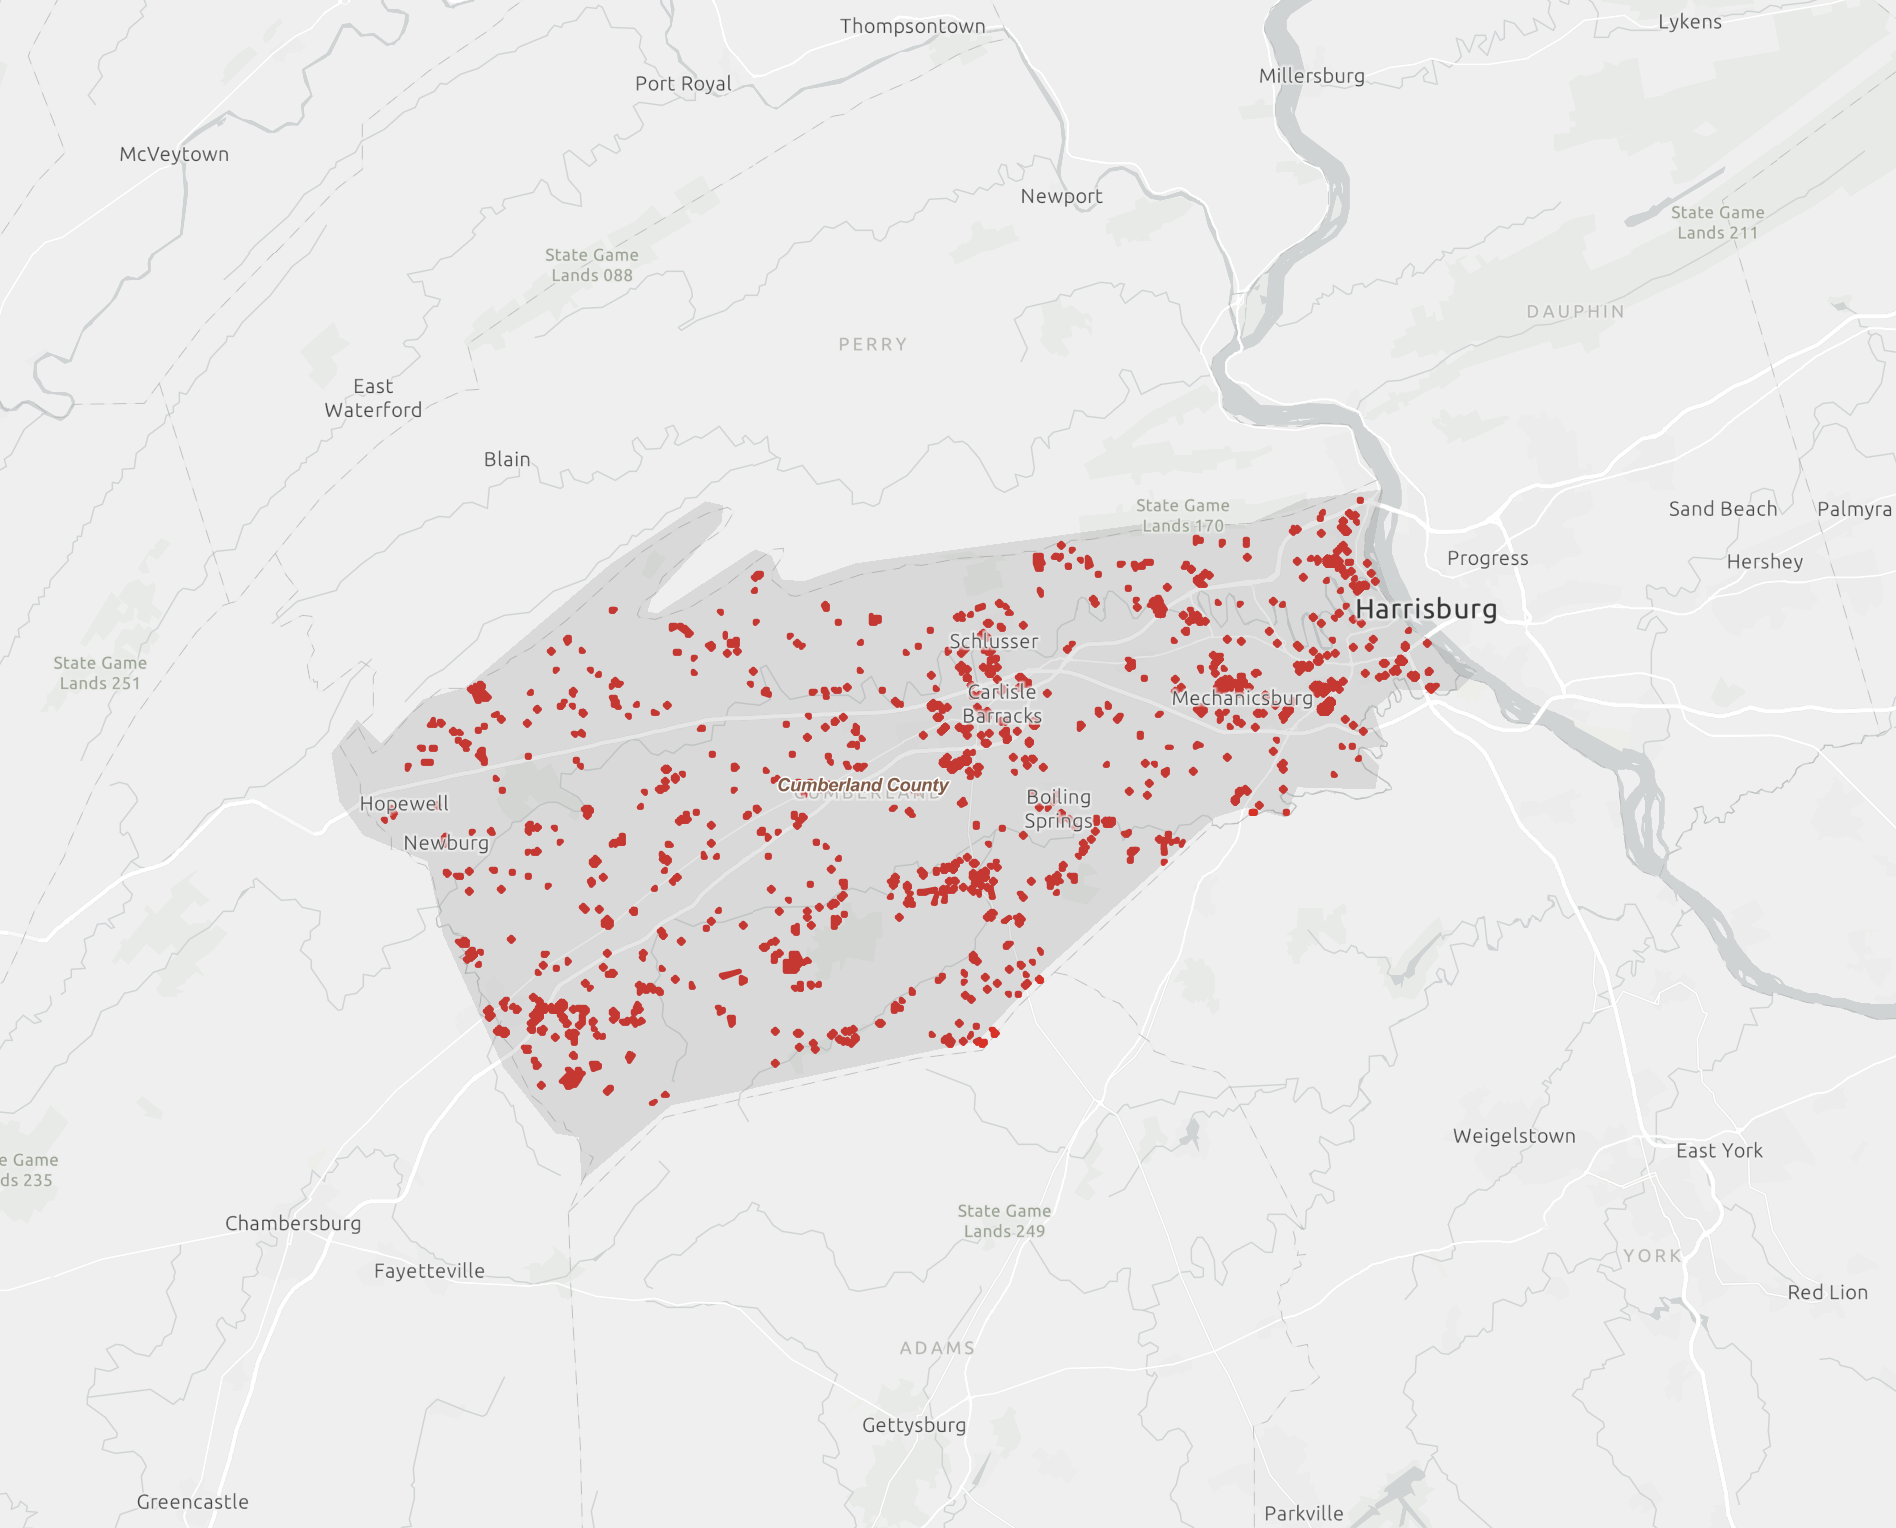 Thompsontown
Lykens
Millersburg
Port Royal
McVeytown
Newport
State Game
Lands 211
State Game
Lands 088
DAUPHIN
PERRY
East
Waterford
Blain
State Game
Lands 170
Sand Beach
Palmyra
Progress
Hershey
Harrisburg
Schlusser
State Game
Lands 251
Carlisle
Barracks
Mechanicsburg
Cumberland County
CUMBERLAND
Hopewell
Boiling
Springs
Newburg
Weigelstown
East York
e Game
ds 235
State Game
Lands 249
Chambersburg
YORK
Fayetteville
Red Lion
ADAMS
Gettysburg
Greencastle
Parkville